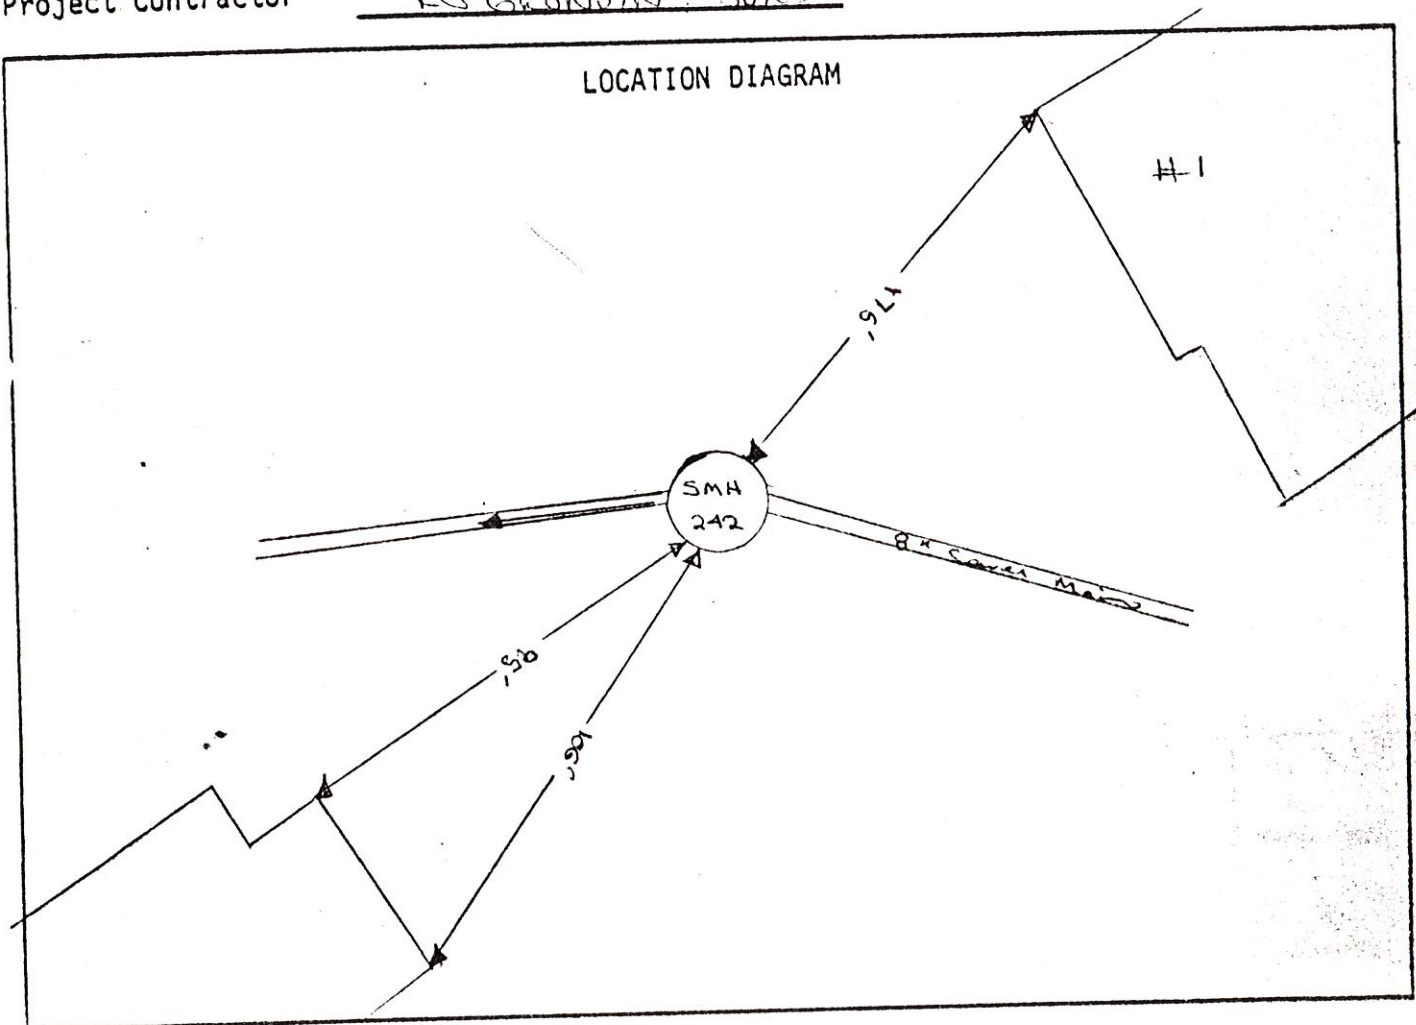 Project Contractor
LOCATION DIAGRAM
#1
176'
SMH
242
8" Sewer Main
95'
106'